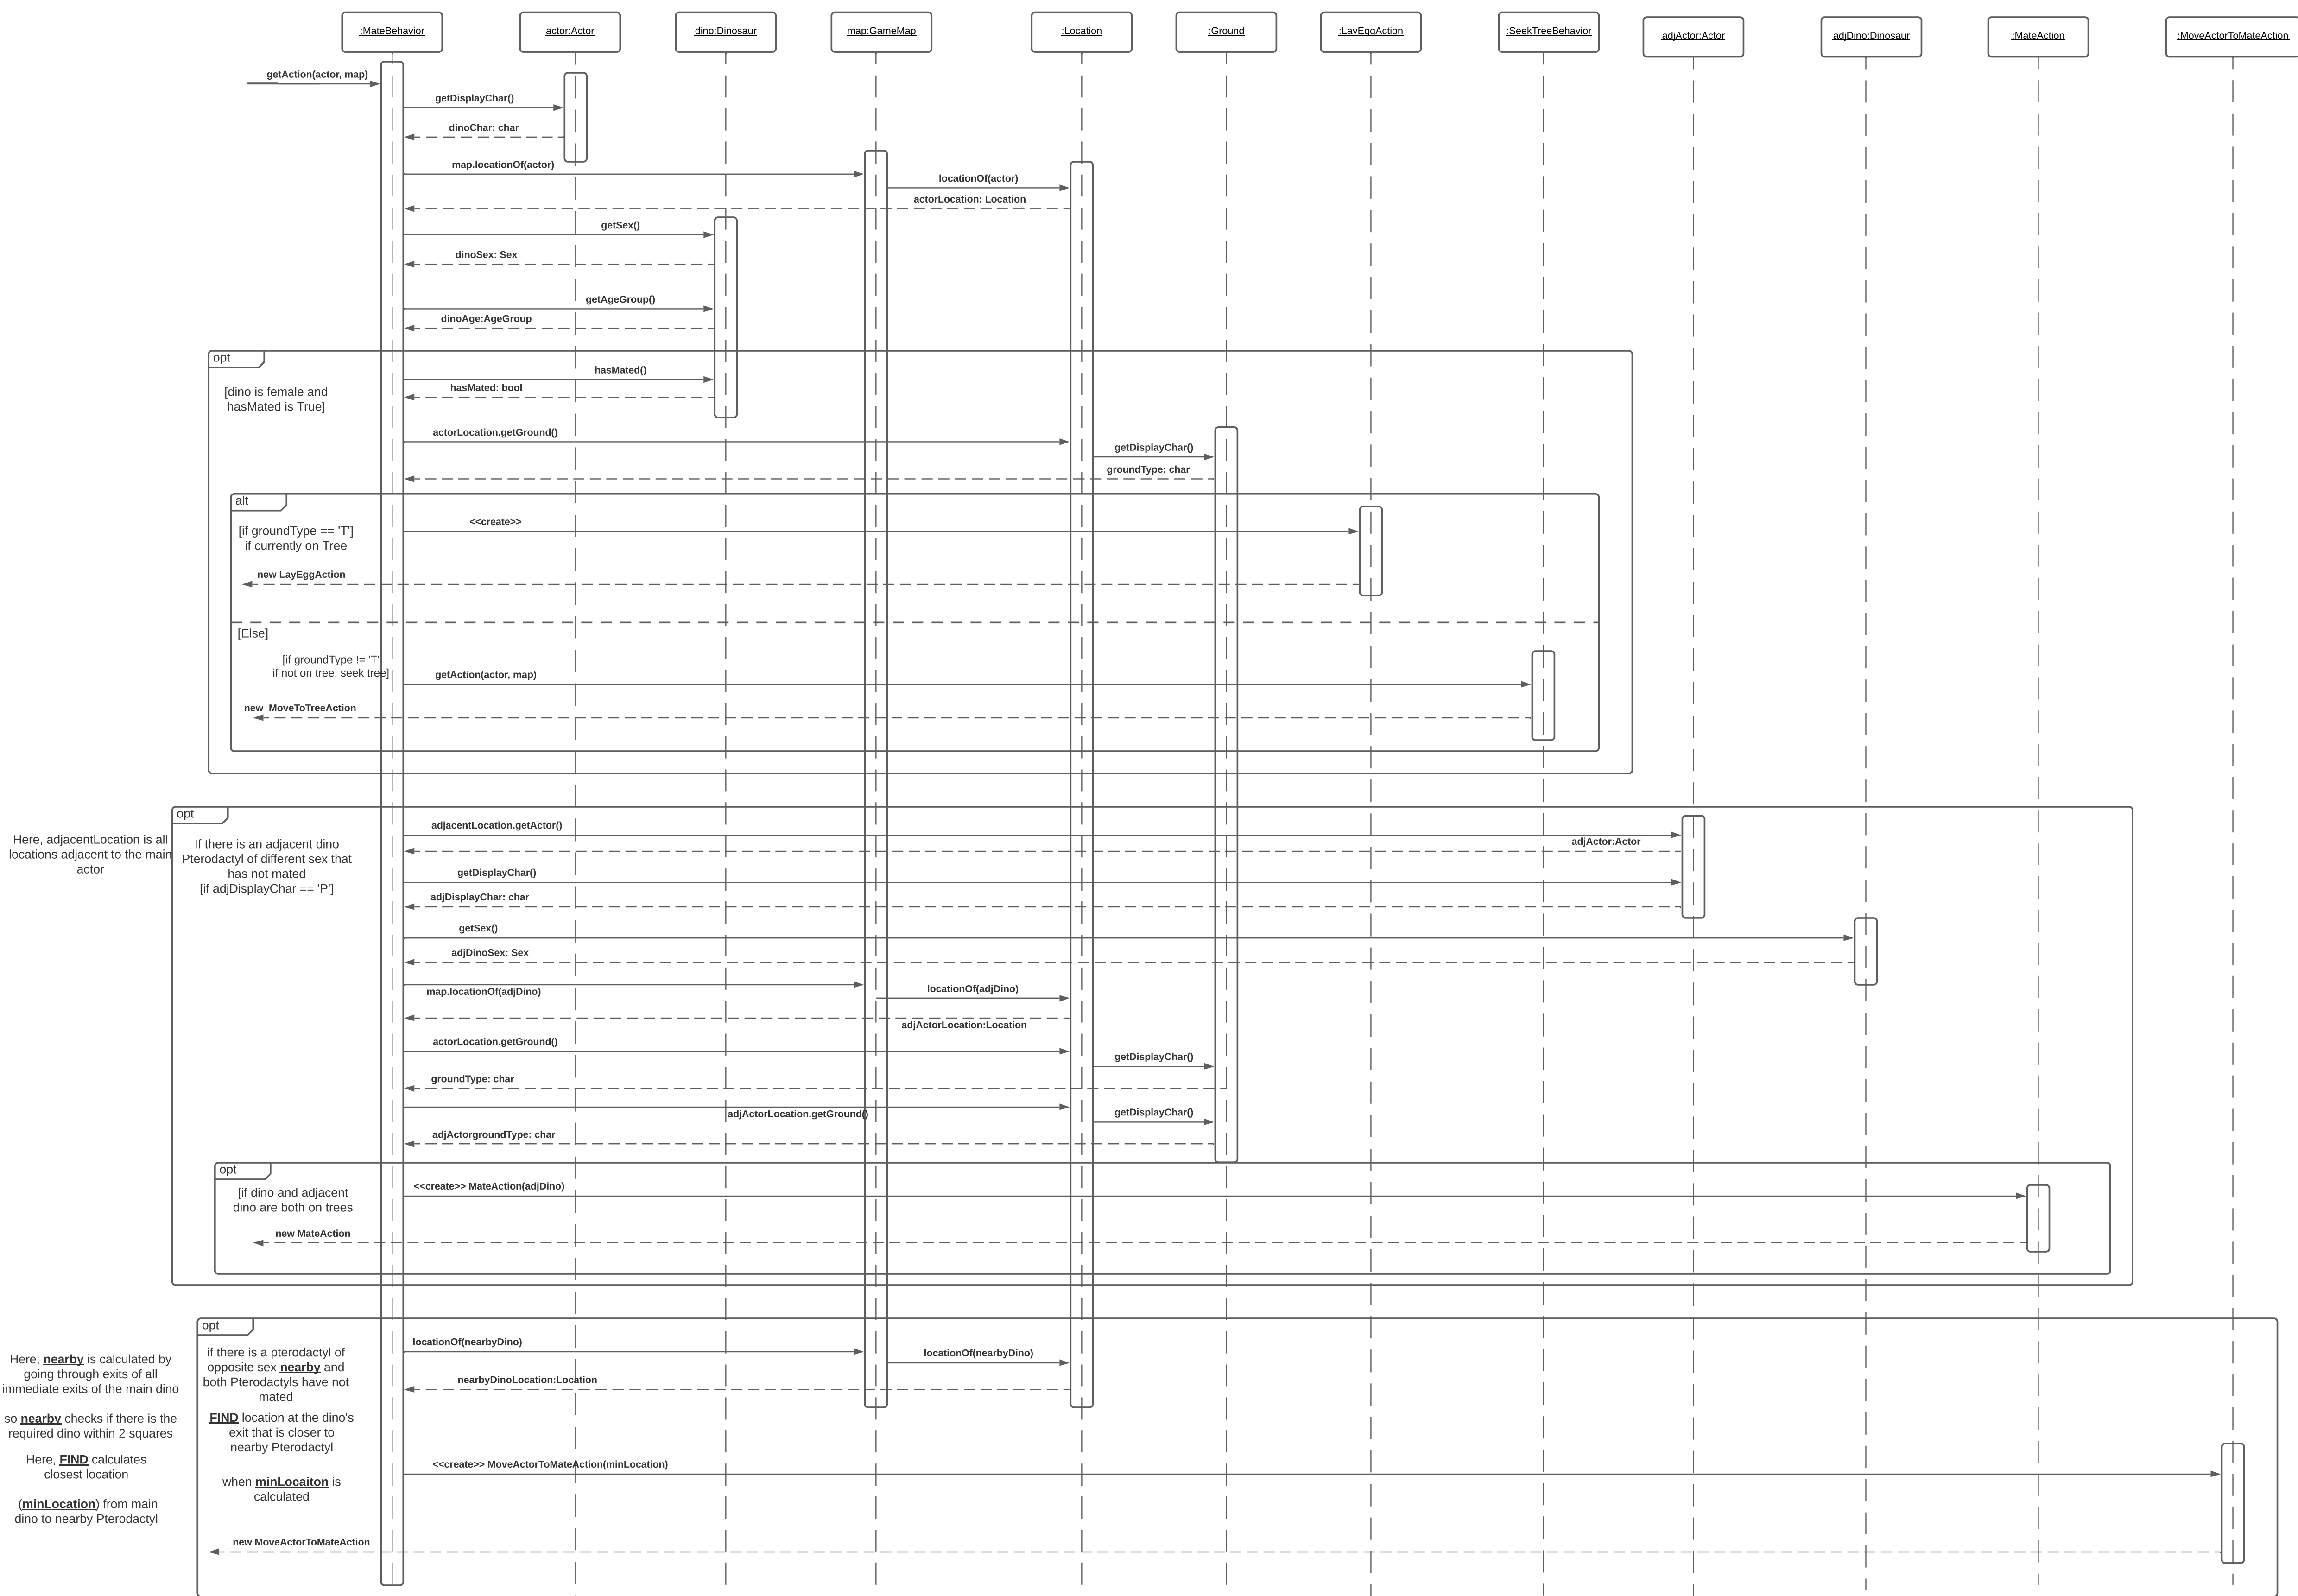 :MateBehavior
actor:Actor
dino:Dinosaur
map:GameMap
:Location
:Ground
:LayEggAction
:SeekTreeBehavior
adjActor:Actor
adjDino:Dinosaur
:MateAction
:MoveActorToMateAction
getAction(actor, map)
getDisplayChar()
dinoChar: char
map.locationOf(actor)
locationOf(actor)
actorLocation: Location
getSex()
dinoSex: Sex
getAgeGroup()
dinoAge:AgeGroup
opt
[dino is female and
hasMated is True]
hasMated()
hasMated: bool
actorLocation.getGround()
getDisplayChar()
groundType: char
alt
[if groundType == 'T']
if currently on Tree
<<create>>
new LayEggAction
[Else]
[if groundType != 'T'
if not on tree, seek tree]
getAction(actor, map)
new  MoveToTreeAction
opt
Here, adjacentLocation is all
locations adjacent to the main
actor
If there is an adjacent dino
Pterodactyl of different sex that
has not mated
[if adjDisplayChar == 'P']
adjacentLocation.getActor()
adjActor:Actor
getDisplayChar()
adjDisplayChar: char
getSex()
adjDinoSex: Sex
map.locationOf(adjDino)
locationOf(adjDino)
adjActorLocation:Location
actorLocation.getGround()
getDisplayChar()
groundType: char
adjActorLocation.getGround()
getDisplayChar()
adjActorgroundType: char
opt
[if dino and adjacent
dino are both on trees
<<create>> MateAction(adjDino)
new MateAction
opt
Here, nearby is calculated by
going through exits of all
immediate exits of the main dino
so nearby checks if there is the
required dino within 2 squares
Here, FIND calculates
closest location
(minLocation) from main
dino to nearby Pterodactyl
if there is a pterodactyl of
opposite sex nearby and
both Pterodactyls have not
mated
FIND location at the dino's
exit that is closer to
nearby Pterodactyl
when minLocaiton is
calculated
locationOf(nearbyDino)
locationOf(nearbyDino)
nearbyDinoLocation:Location
<<create>> MoveActorToMateAction(minLocation)
new MoveActorToMateAction